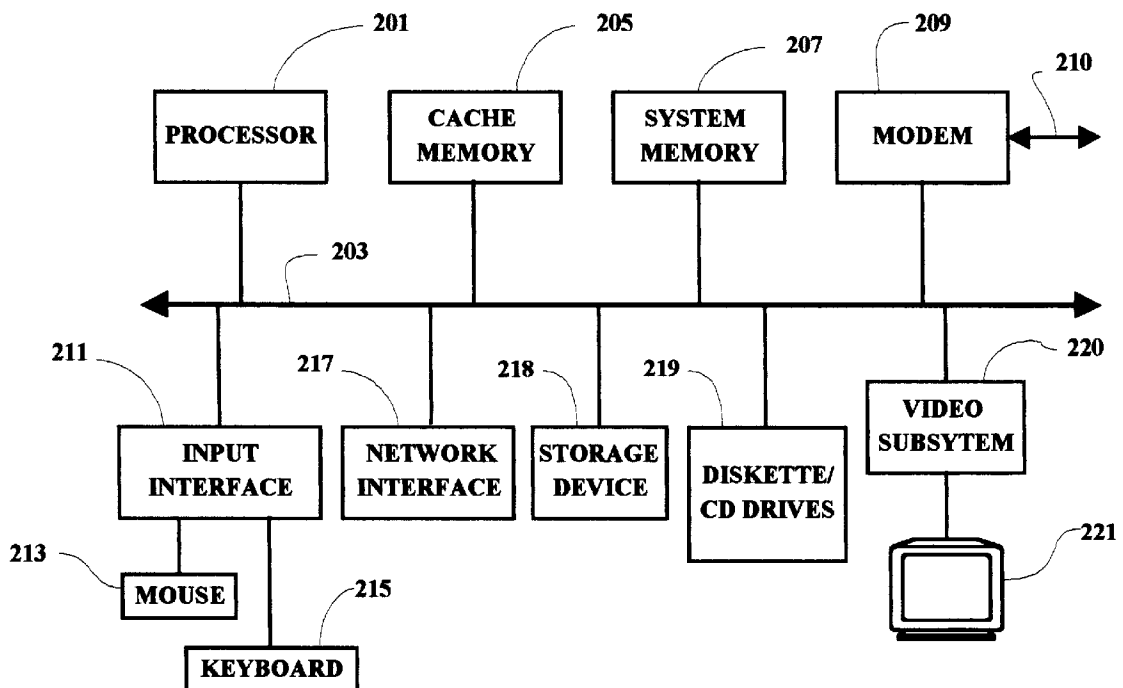 201
205
207
209
210
PROCESSOR
CACHE
MEMORY
SYSTEM
MEMORY
MODEM
203
211
217
218
219
220
INPUT
INTERFACE
NETWORK
INTERFACE
STORAGE
DEVICE
DISKETTE/
CD DRIVES
VIDEO
SUBSYTEM
213
MOUSE
215
KEYBOARD
221